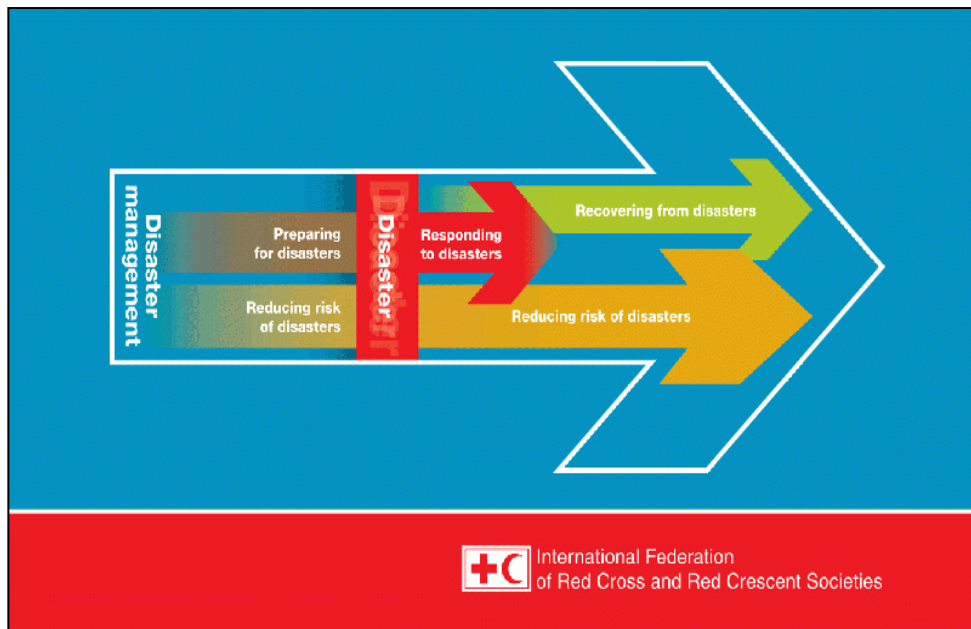 Disaster
management
Preparing
for disasters
Reducing risk
of disasters
Disaster
Disaster
Responding
to disasters
Recovering from disasters
Reducing risk of disasters
International Federation
of Red Cross and Red Crescent Societies